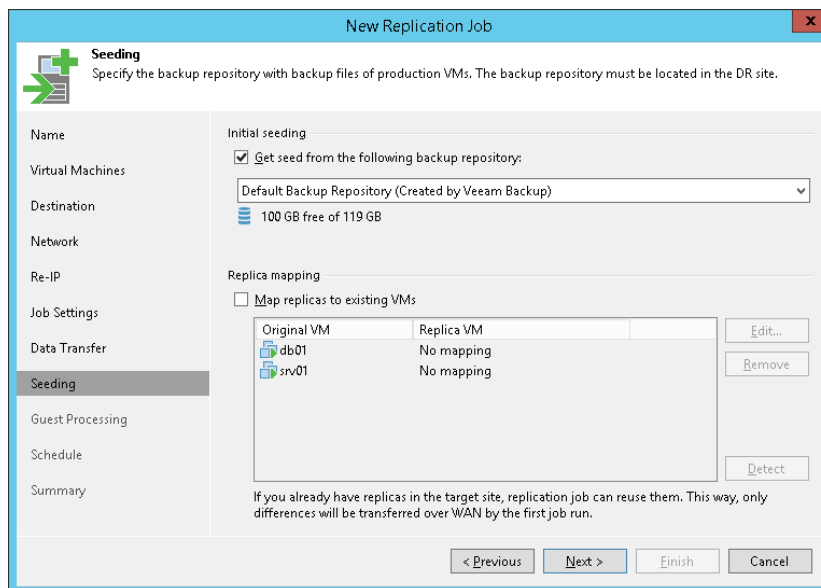 New Replication Job
x
Seeding
Specify the backup repository with backup files of production VMs. The backup repository must be located in the DR site.
Name
Virtual Machines
Destination
Network
Re-IP
Job Settings
Data Transfer
Seeding
Guest Processing
Schedule
Summary
Initial seeding
Get seed from the following backup repository:
Default Backup Repository (Created by Veeam Backup)
100 GB free of 119 GB
Replica mapping
Map replicas to existing VMs
Original VM Replica VM
db01 No mapping
srv01 No mapping
Edit...
Remove
Detect
If you already have replicas in the target site, replication job can reuse them. This way, only
differences will be transferred over WAN by the first job run.
< Previous Next > Finish Cancel